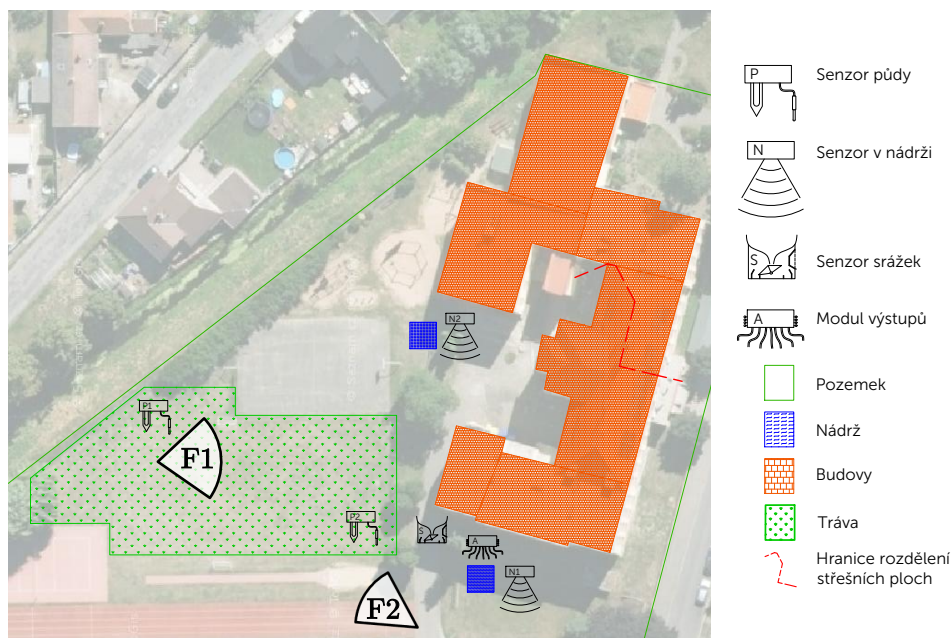 P
Senzor půdy
N
Senzor v nádrži
S
Senzor srážek
A
Modul výstupů
Pozemek
Nádrž
Budovy
Tráva
Hranice rozdělení
střešních ploch
N2
P1
F1
P2
S
A
N1
F2